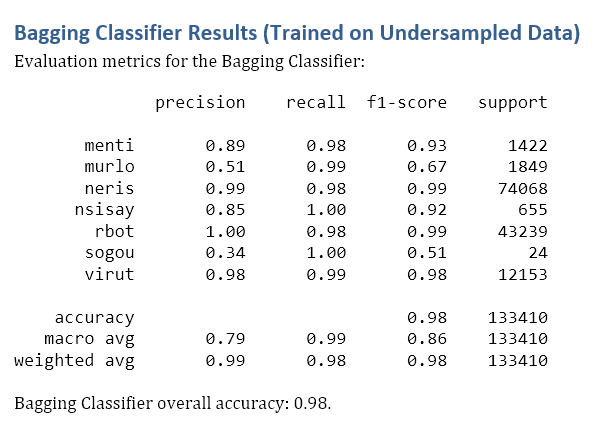 Bagging Classifier Results (Trained on Undersampled Data)
Evaluation metrics for the Bagging Classifier:
precision recall f1-score support
menti 0.89 0.98 0.93 1422
murlo 0.51 0.99 0.67 1849
neris 0.99 0.98 0.99 74068
nsisay 0.85 1.00 0.92 655
rbot 1.00 0.98 0.99 43239
sogou 0.34 1.00 0.51 24
virut 0.98 0.99 0.98 12153
accuracy 0.98 133410
macro avg 0.79 0.99 0.86 133410
weighted avg 0.99 0.98 0.98 133410
Bagging Classifier overall accuracy: 0.98.